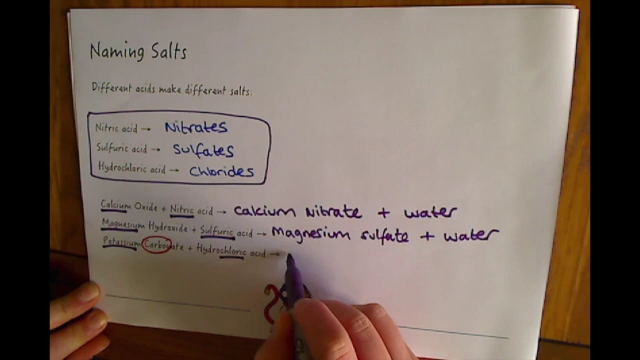 Naming Salts
Different acids make different salts:
Nitric acid → Nitrates
Sulfuric acid → Sulfates
Hydrochloric acid → Chlorides
Calcium Oxide + Nitric acid → Calcium Nitrate + water
Magnesium Hydroxide + Sulfuric acid → Magnesium sulfate + water
Potassium Carbonate + Hydrochloric acid →